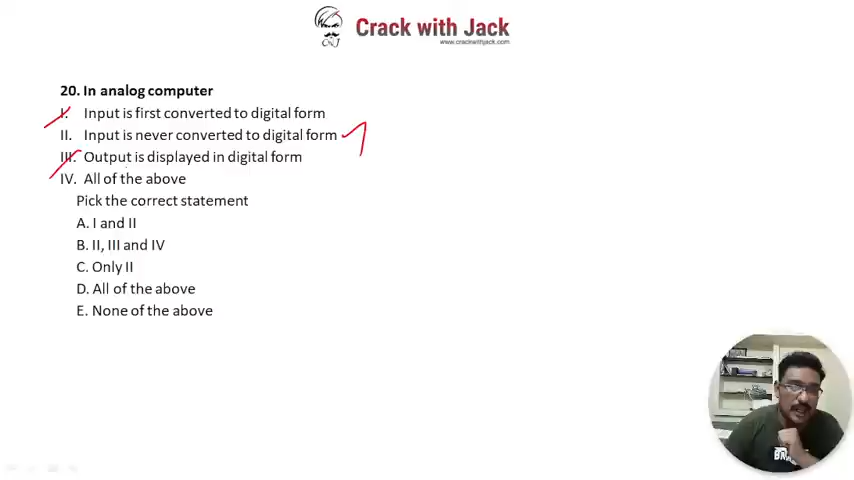 Crack with Jack
www.crackwithjack.com
20. In analog computer
I. Input is first converted to digital form
II. Input is never converted to digital form
III. Output is displayed in digital form
IV. All of the above
Pick the correct statement
A. I and II
B. II, III and IV
C. Only II
D. All of the above
E. None of the above